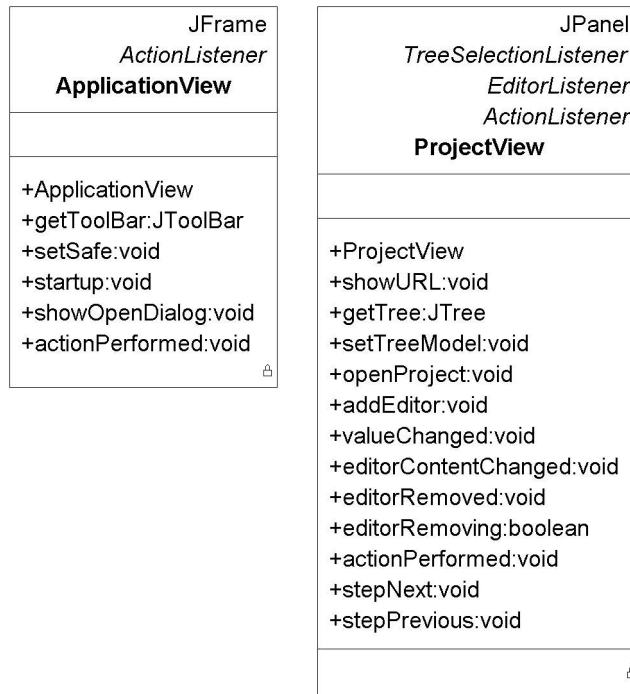 JFrame
ActionListener
ApplicationView
+ApplicationView
+getToolBar:JToolBar
+setSafe:void
+startup:void
+showOpenDialog:void
+actionPerformed:void
JPanel
TreeSelectionListener
EditorListener
ActionListener
ProjectView
+ProjectView
+showURL:void
+getTree:JTree
+setTreeModel:void
+openProject:void
+addEditor:void
+valueChanged:void
+editorContentChanged:void
+editorRemoved:void
+editorRemoving:boolean
+actionPerformed:void
+stepNext:void
+stepPrevious:void